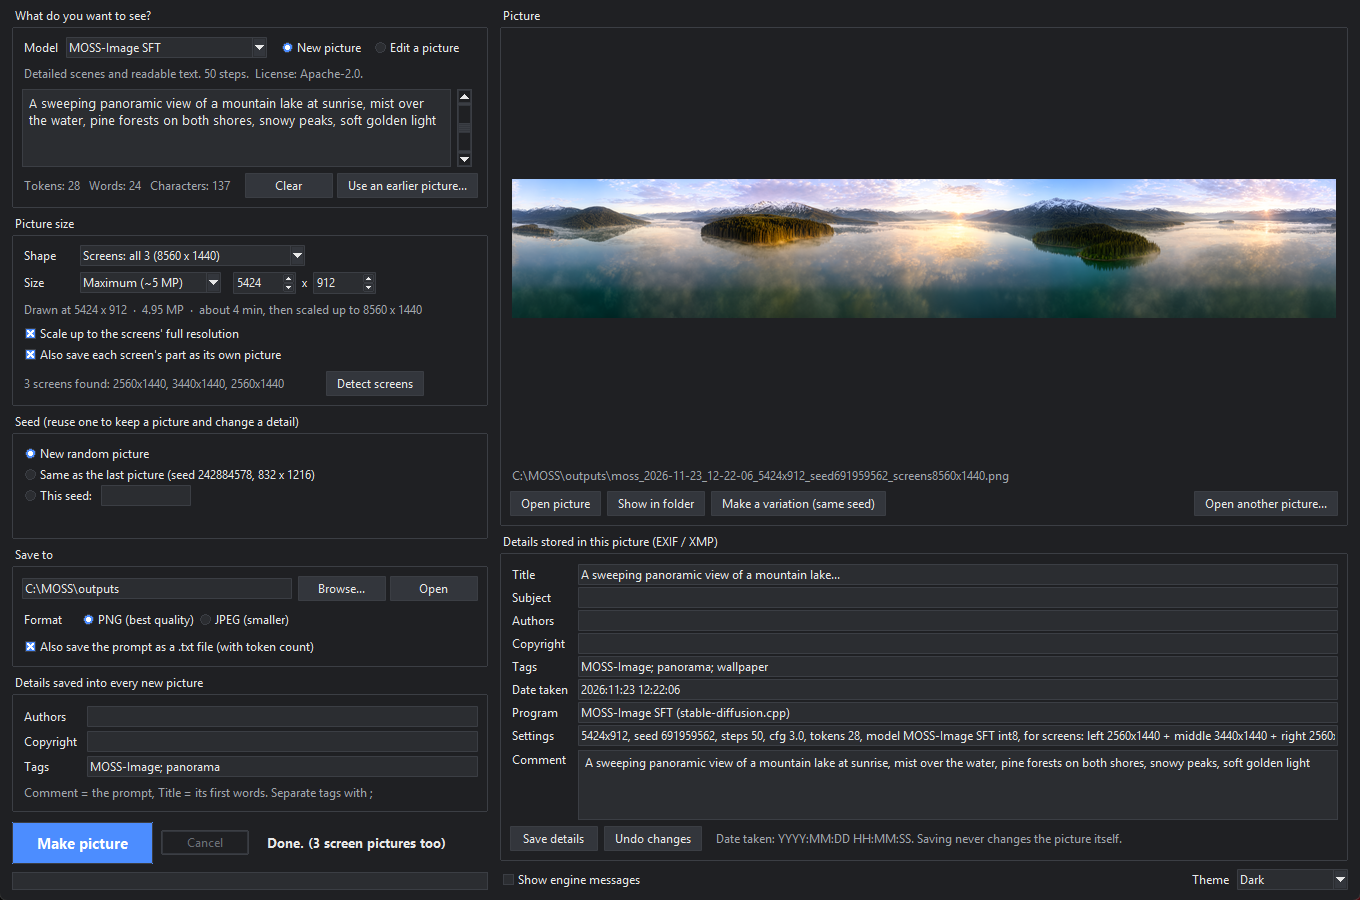 What do you want to see?
Model MOSS-Image SFT New picture Edit a picture
Detailed scenes and readable text. 50 steps. License: Apache-2.0.
A sweeping panoramic view of a mountain lake at sunrise, mist over
the water, pine forests on both shores, snowy peaks, soft golden light
Tokens: 28 Words: 24 Characters: 137 Clear Use an earlier picture...
Picture size
Shape Screens: all 3 (8560 x 1440)
Size Maximum (~5 MP) 5424 x 912
Drawn at 5424 x 912 · 4.95 MP · about 4 min, then scaled up to 8560 x 1440
Scale up to the screens' full resolution
Also save each screen's part as its own picture
3 screens found: 2560x1440, 3440x1440, 2560x1440 Detect screens
Seed (reuse one to keep a picture and change a detail)
New random picture
Same as the last picture (seed 242884578, 832 x 1216)
This seed:
Save to
C:\MOSS\outputs Browse... Open
Format PNG (best quality) JPEG (smaller)
Also save the prompt as a .txt file (with token count)
Details saved into every new picture
Authors
Copyright
Tags MOSS-Image; panorama
Comment = the prompt, Title = its first words. Separate tags with ;
Make picture Cancel Done. (3 screen pictures too)
Picture
C:\MOSS\outputs\moss_2026-11-23_12-22-06_5424x912_seed691959562_screens8560x1440.png
Open picture Show in folder Make a variation (same seed) Open another picture...
Details stored in this picture (EXIF / XMP)
Title A sweeping panoramic view of a mountain lake...
Subject
Authors
Copyright
Tags MOSS-Image; panorama; wallpaper
Date taken 2026:11:23 12:22:06
Program MOSS-Image SFT (stable-diffusion.cpp)
Settings 5424x912, seed 691959562, steps 50, cfg 3.0, tokens 28, model MOSS-Image SFT int8, for screens: left 2560x1440 + middle 3440x1440 + right 2560x
Comment A sweeping panoramic view of a mountain lake at sunrise, mist over the water, pine forests on both shores, snowy peaks, soft golden light
Save details Undo changes Date taken: YYYY:MM:DD HH:MM:SS. Saving never changes the picture itself.
Show engine messages Theme Dark